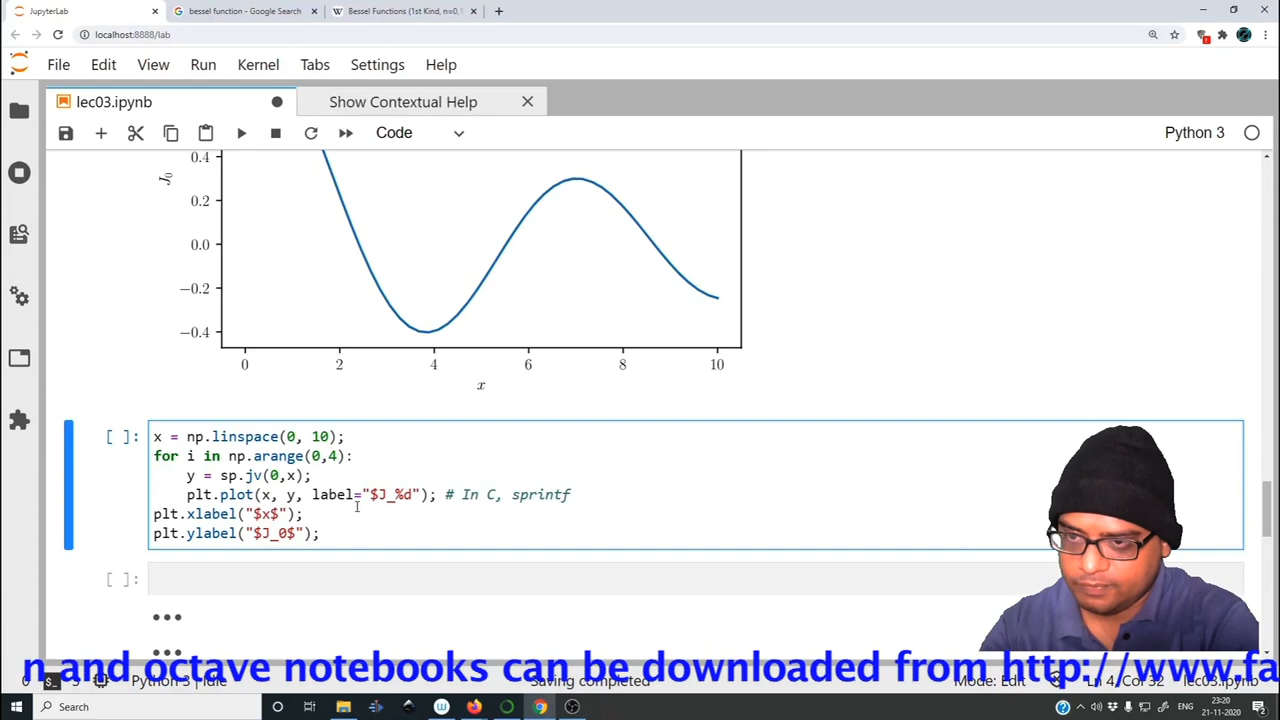 JupyterLab
bessel function - Google Search
Bessel Functions (1st Kind, n=0,1
localhost:8888/lab
File Edit View Run Kernel Tabs Settings Help
lec03.ipynb
Show Contextual Help
Code
Python 3
0.4
0.2
0.0
−0.2
−0.4
J_0
0 2 4 6 8 10
x
[ ]: x = np.linspace(0, 10);
for i in np.arange(0,4):
y = sp.jv(0,x);
plt.plot(x, y, label="$J_%d"); # In C, sprintf
plt.xlabel("$x$");
plt.ylabel("$J_0$");
[ ]:
n and octave notebooks can be downloaded from http://www.fa
Python 3 | Idle
Saving completed
Mode: Edit
Ln 4, Col 32
lec03.ipynb
Search
ENG
23:20
21-11-2020